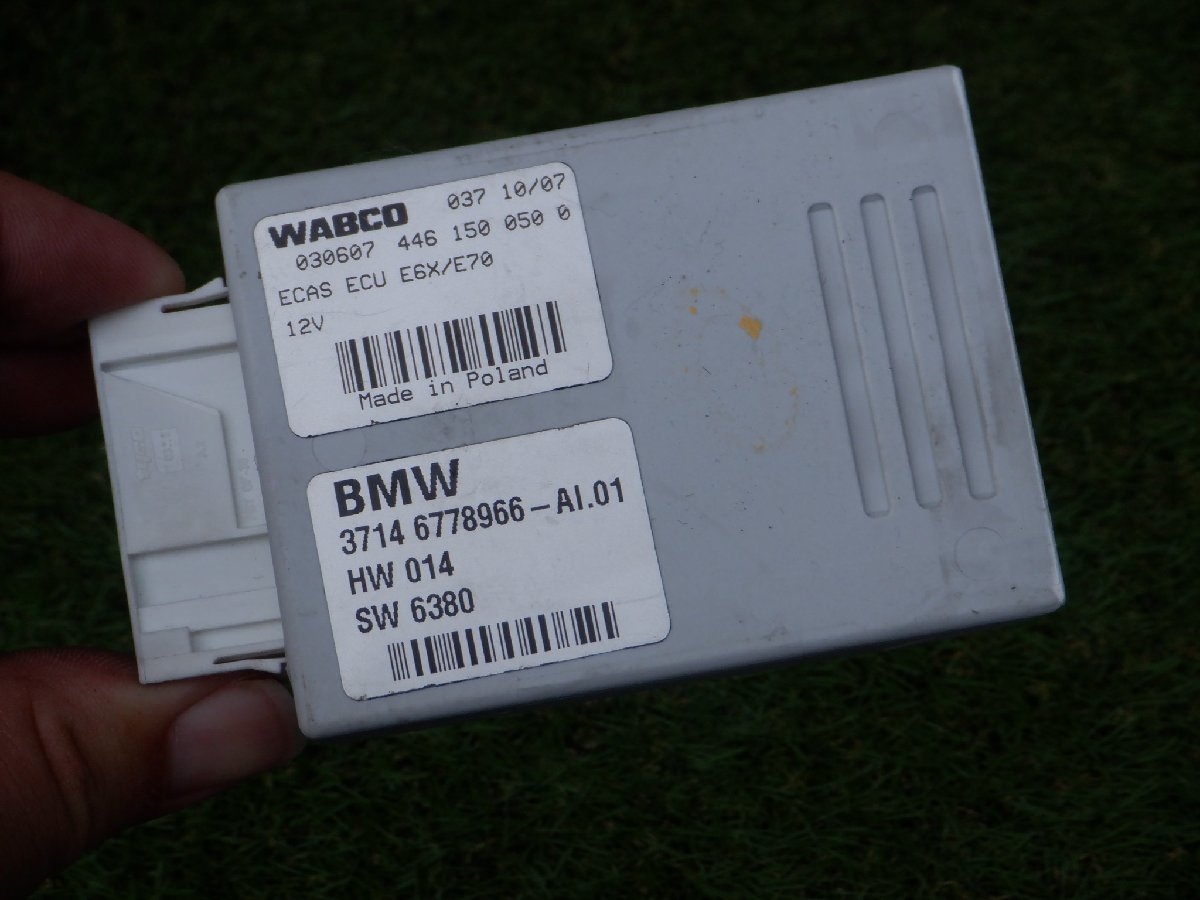 WABCO 037 10/07
030607 446 150 050 0
ECAS ECU E6X/E70
12V
Made in Poland
BMW
3714 6778966-AI.01
HW 014
SW 6380